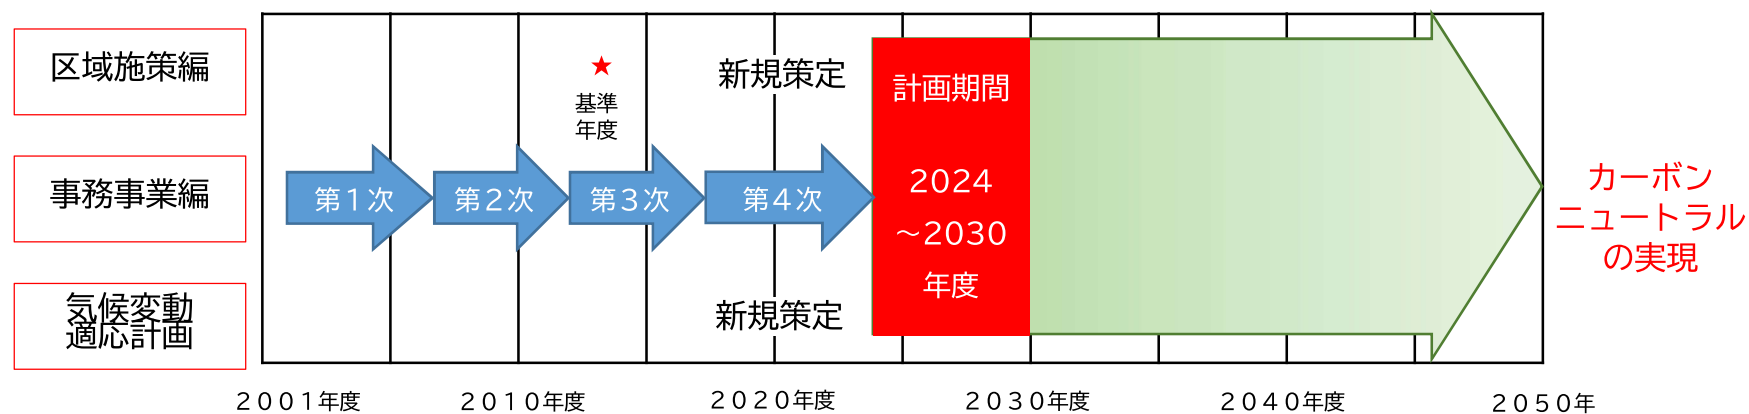 区域施策編
事務事業編
気候変動
適応計画
★
基準
年度
新規策定
第１次
第２次
第３次
第４次
新規策定
計画期間
2024
～2030
年度
カーボン
ニュートラル
の実現
２００１年度
２０１０年度
２０２０年度
２０３０年度
２０４０年度
２０５０年